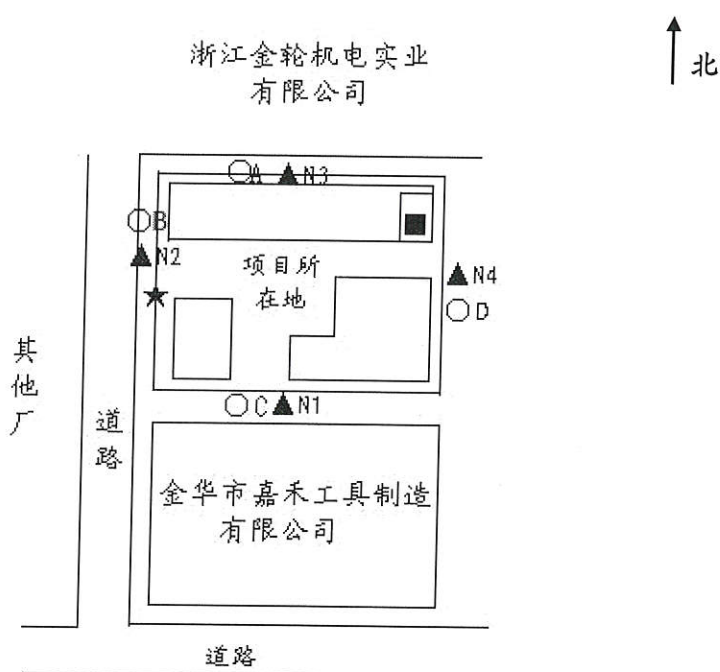 浙江金轮机电实业
有限公司
北
A
N3
B
N2
项目所
在地
N4
D
其
他
厂
道
路
C
N1
金华市嘉禾工具制造
有限公司
道路